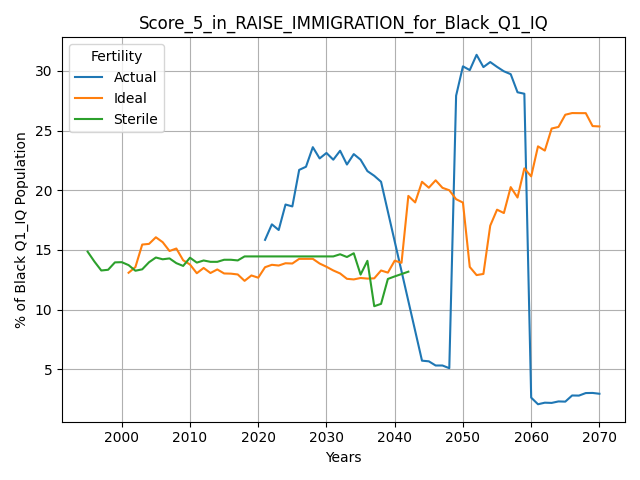 Score_5_in_RAISE_IMMIGRATION_for_Black_Q1_IQ
Fertility
Actual
Ideal
Sterile
% of Black Q1_IQ Population
30
25
20
15
10
5
2000
2010
2020
2030
2040
2050
2060
2070
Years